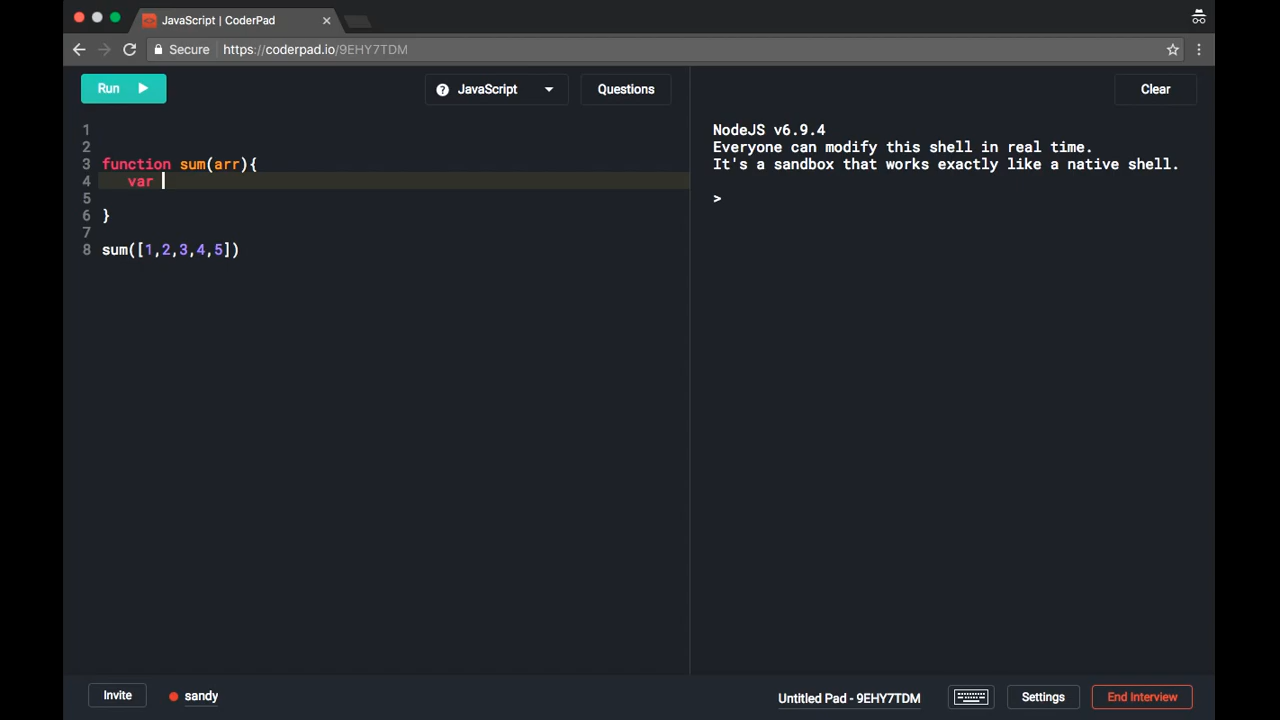 JavaScript | CoderPad
Secure https://coderpad.io/9EHY7TDM
Run
JavaScript
Questions
Clear
1
2
3 function sum(arr){
4 var
5
6 }
7
8 sum([1,2,3,4,5])
NodeJS v6.9.4
Everyone can modify this shell in real time.
It's a sandbox that works exactly like a native shell.
>
Invite
sandy
Untitled Pad - 9EHY7TDM
Settings
End Interview